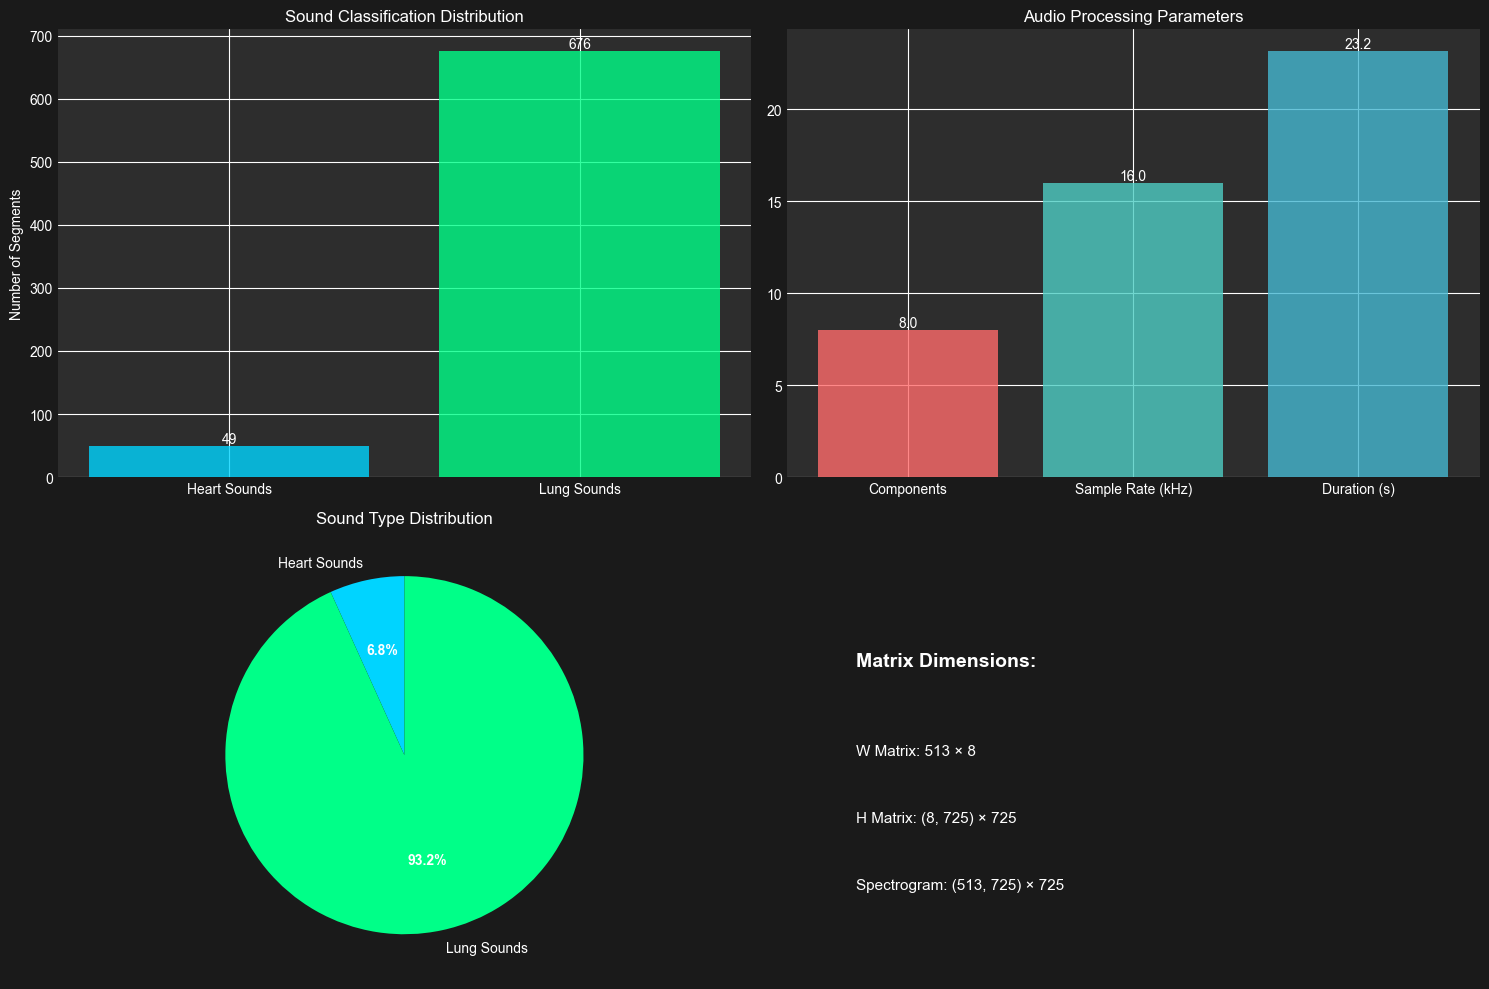 Sound Classification Distribution
700
600
500
400
300
200
100
0
Number of Segments
49
676
Heart Sounds
Lung Sounds
Audio Processing Parameters
20
15
10
5
0
8.0
16.0
23.2
Components
Sample Rate (kHz)
Duration (s)
Sound Type Distribution
Heart Sounds
6.8%
93.2%
Lung Sounds
Matrix Dimensions:
W Matrix: 513 × 8
H Matrix: (8, 725) × 725
Spectrogram: (513, 725) × 725